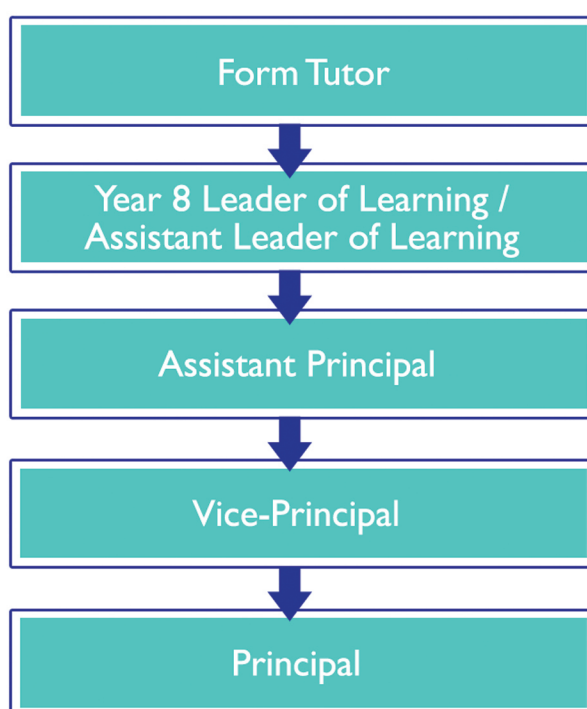 Form Tutor
Year 8 Leader of Learning /
Assistant Leader of Learning
Assistant Principal
Vice-Principal
Principal